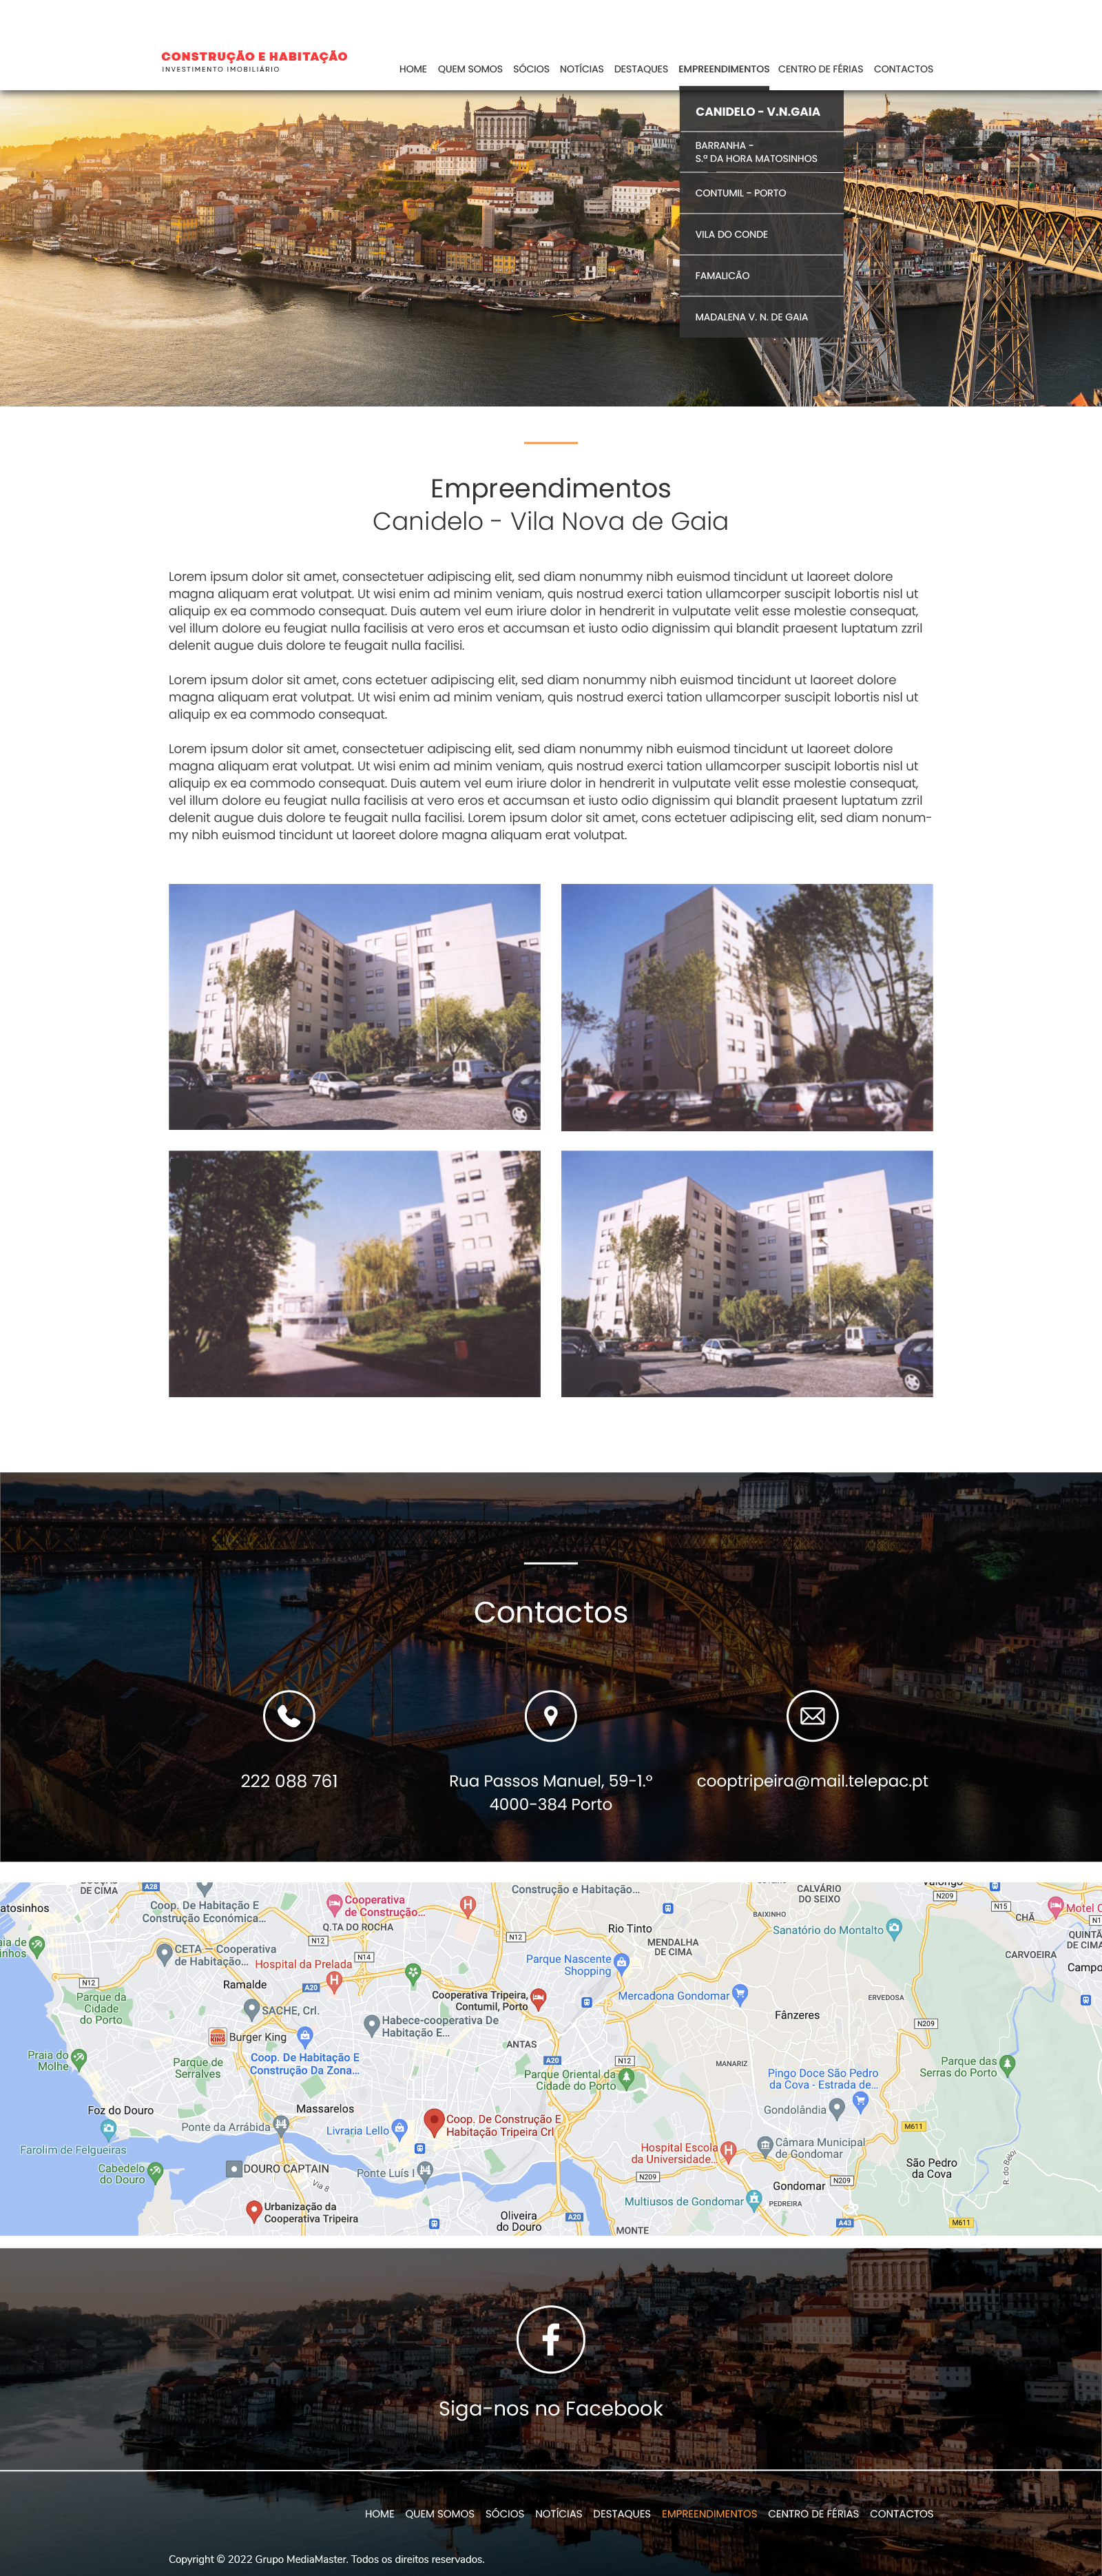 CONSTRUÇÃO E HABITAÇÃO
INVESTIMENTO IMOBILIÁRIO
HOME QUEM SOMOS SÓCIOS NOTÍCIAS DESTAQUES EMPREENDIMENTOS CENTRO DE FÉRIAS CONTACTOS
CANIDELO - V.N.GAIA
BARRANHA -
S.ª DA HORA MATOSINHOS
CONTUMIL - PORTO
VILA DO CONDE
FAMALICÃO
MADALENA V. N. DE GAIA
Empreendimentos
Canidelo - Vila Nova de Gaia
Lorem ipsum dolor sit amet, consectetuer adipiscing elit, sed diam nonummy nibh euismod tincidunt ut laoreet dolore
magna aliquam erat volutpat. Ut wisi enim ad minim veniam, quis nostrud exerci tation ullamcorper suscipit lobortis nisl ut
aliquip ex ea commodo consequat. Duis autem vel eum iriure dolor in hendrerit in vulputate velit esse molestie consequat,
vel illum dolore eu feugiat nulla facilisis at vero eros et accumsan et iusto odio dignissim qui blandit praesent luptatum zzril
delenit augue duis dolore te feugait nulla facilisi.
Lorem ipsum dolor sit amet, cons ectetuer adipiscing elit, sed diam nonummy nibh euismod tincidunt ut laoreet dolore
magna aliquam erat volutpat. Ut wisi enim ad minim veniam, quis nostrud exerci tation ullamcorper suscipit lobortis nisl ut
aliquip ex ea commodo consequat.
Lorem ipsum dolor sit amet, consectetuer adipiscing elit, sed diam nonummy nibh euismod tincidunt ut laoreet dolore
magna aliquam erat volutpat. Ut wisi enim ad minim veniam, quis nostrud exerci tation ullamcorper suscipit lobortis nisl ut
aliquip ex ea commodo consequat. Duis autem vel eum iriure dolor in hendrerit in vulputate velit esse molestie consequat,
vel illum dolore eu feugiat nulla facilisis at vero eros et accumsan et iusto odio dignissim qui blandit praesent luptatum zzril
delenit augue duis dolore te feugait nulla facilisi. Lorem ipsum dolor sit amet, cons ectetuer adipiscing elit, sed diam nonum-
my nibh euismod tincidunt ut laoreet dolore magna aliquam erat volutpat.
Contactos
222 088 761
Rua Passos Manuel, 59-1.º
4000-384 Porto
cooptripeira@mail.telepac.pt
DE CIMA
A28
Coop. De Habitação E
Construção Económica...
Cooperativa
de Construção...
Q.TA DO ROCHA
Construção e Habitação...
CALVÁRIO
DO SEIXO
BAIXINHO
N209
N15
CHÃ
Motel
QUINTÃ
DE CIMA
CARVOEIRA
Campo
atosinhos
CETA – Cooperativa
de Habitação...
Hospital da Prelada
N12
N14
N12
Rio Tinto
MENDALHA
DE CIMA
Sanatório do Montalto
Parque Nascente
Shopping
N12
Parque da
Cidade
do Porto
Ramalde
A20
SACHE, Crl.
Cooperativa Tripeira,
Contumil, Porto
Habece-cooperativa De
Habitação E...
Mercadona Gondomar
Fânzeres
ERVEDOSA
N209
Burger King
Coop. De Habitação E
Construção Da Zona...
ANTAS
A20
N12
MANARIZ
Praia do
Molhe
Parque de
Serralves
Parque Oriental da
Cidade do Porto
Pingo Doce São Pedro
da Cova - Estrada de...
Parque das
Serras do Porto
Gondolândia
M611
Foz do Douro
Massarelos
Ponte da Arrábida
Livraria Lello
Coop. De Construção E
Habitação Tripeira Crl
Farolim de Felgueiras
Hospital Escola
da Universidade...
Câmara Municipal
de Gondomar
São Pedro
da Cova
Cabedelo
do Douro
DOURO CAPTAIN
Via 8
Ponte Luís I
N209
Gondomar
N209
Multiusos de Gondomar
PEDREIRA
Urbanização da
Cooperativa Tripeira
Oliveira
do Douro
A20
MONTE
A43
M611
Siga-nos no Facebook
HOME QUEM SOMOS SÓCIOS NOTÍCIAS DESTAQUES EMPREENDIMENTOS CENTRO DE FÉRIAS CONTACTOS
Copyright © 2022 Grupo MediaMaster. Todos os direitos reservados.